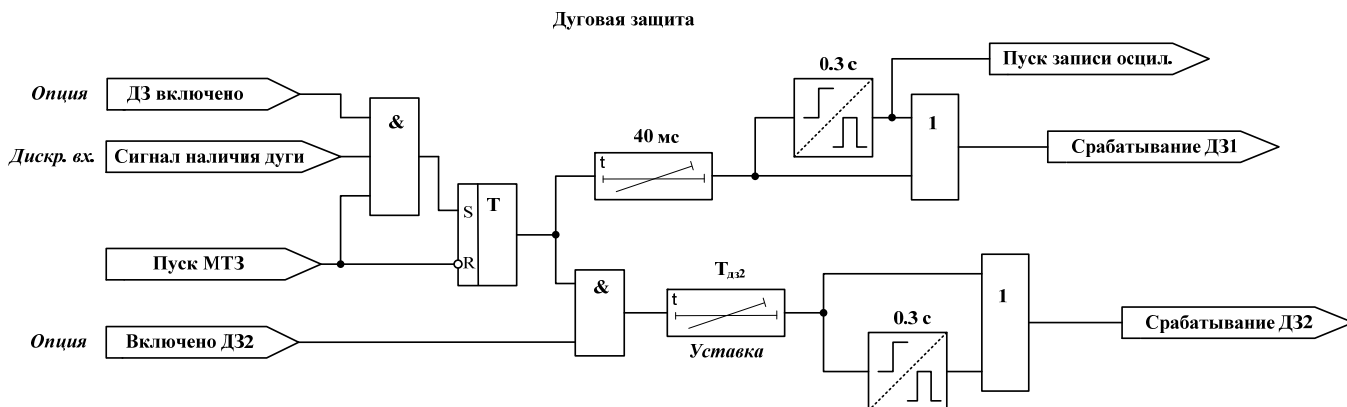 Дуговая защита
Опция
ДЗ включено
&
0.3 с
Пуск записи осцил.
Дискр. вх.
Сигнал наличия дуги
40 мс
t
1
Срабатывание ДЗ1
S
T
Пуск МТЗ
R
&
Tдз2
t
Уставка
0.3 с
1
Срабатывание ДЗ2
Опция
Включено ДЗ2